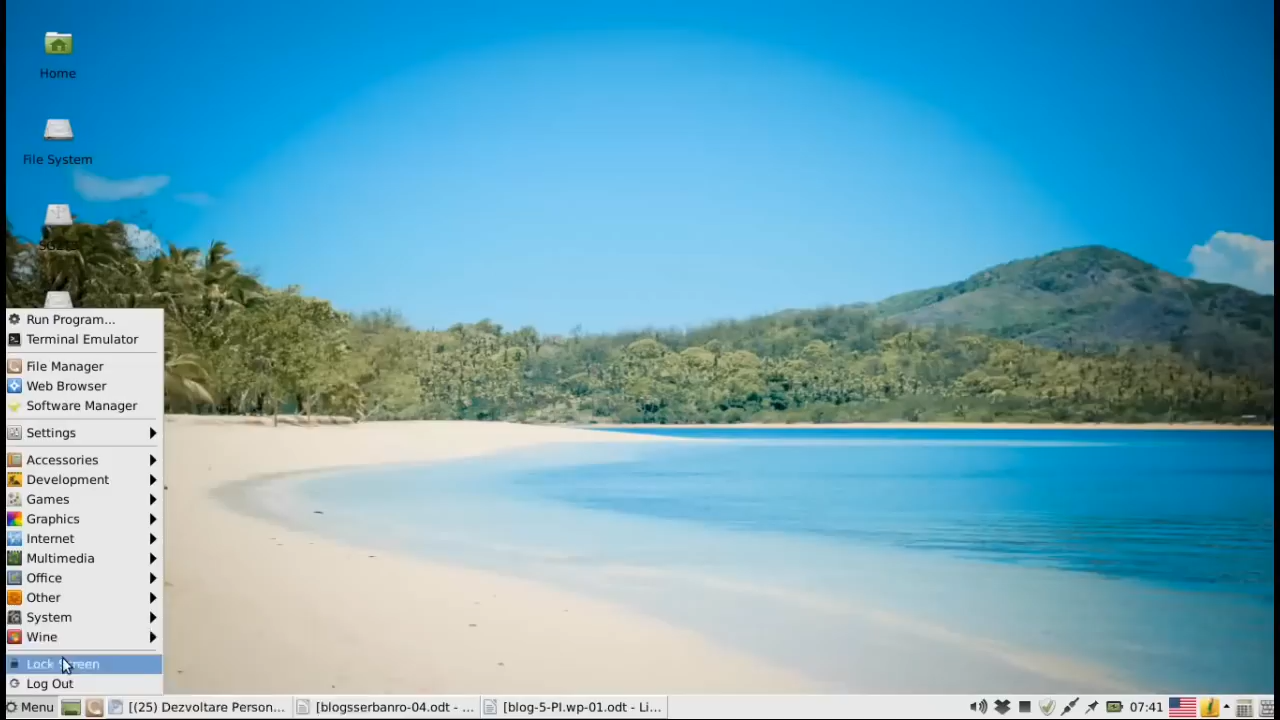 Home
File System
Run Program...
Terminal Emulator
File Manager
Web Browser
Software Manager
Settings
Accessories
Development
Games
Graphics
Internet
Multimedia
Office
Other
System
Wine
Lock Screen
Log Out
Menu
[(25) Dezvoltare Person...
[blogsserbanro-04.odt - ...
[blog-5-PI.wp-01.odt - Li...
07:41